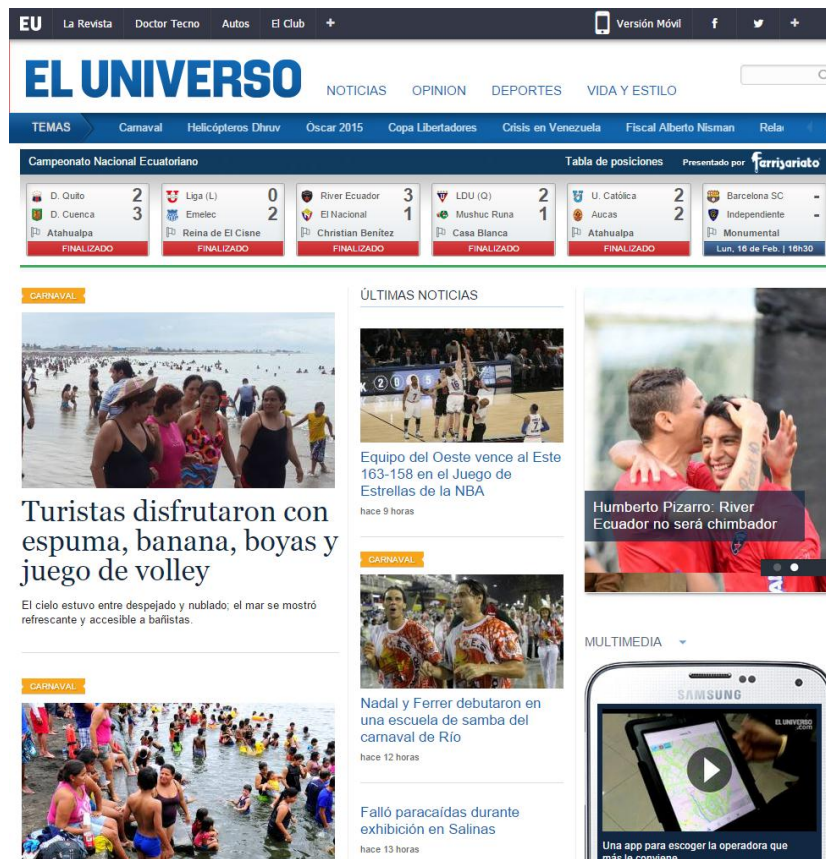 EU La Revista Doctor Tecno Autos El Club + Versión Móvil f +
EL UNIVERSO
NOTICIAS OPINION DEPORTES VIDA Y ESTILO
TEMAS Carnaval Helicópteros Dhruv Óscar 2015 Copa Libertadores Crisis en Venezuela Fiscal Alberto Nisman Rela
Campeonato Nacional Ecuatoriano Tabla de posiciones Presentado por Farrisariato
D. Quito 2
D. Cuenca 3
Atahualpa
FINALIZADO
Liga (L) 0
Emelec 2
Reina de El Cisne
FINALIZADO
River Ecuador 3
El Nacional 1
Christian Benítez
FINALIZADO
LDU (Q) 2
Mushuc Runa 1
Casa Blanca
FINALIZADO
U. Católica 2
Aucas 2
Atahualpa
FINALIZADO
Barcelona SC -
Independiente -
Monumental
Lun, 16 de Feb. | 16h30
CARNAVAL
Turistas disfrutaron con
espuma, banana, boyas y
juego de volley
El cielo estuvo entre despejado y nublado; el mar se mostró
refrescante y accesible a bañistas.
CARNAVAL
ÚLTIMAS NOTICIAS
Equipo del Oeste vence al Este
163-158 en el Juego de
Estrellas de la NBA
hace 9 horas
CARNAVAL
Nadal y Ferrer debutaron en
una escuela de samba del
carnaval de Río
hace 12 horas
Falló paracaídas durante
exhibición en Salinas
hace 13 horas
Humberto Pizarro: River
Ecuador no será chimbador
MULTIMEDIA
SAMSUNG
EL UNIVERSO
.com
Una app para escoger la operadora que
más le conviene